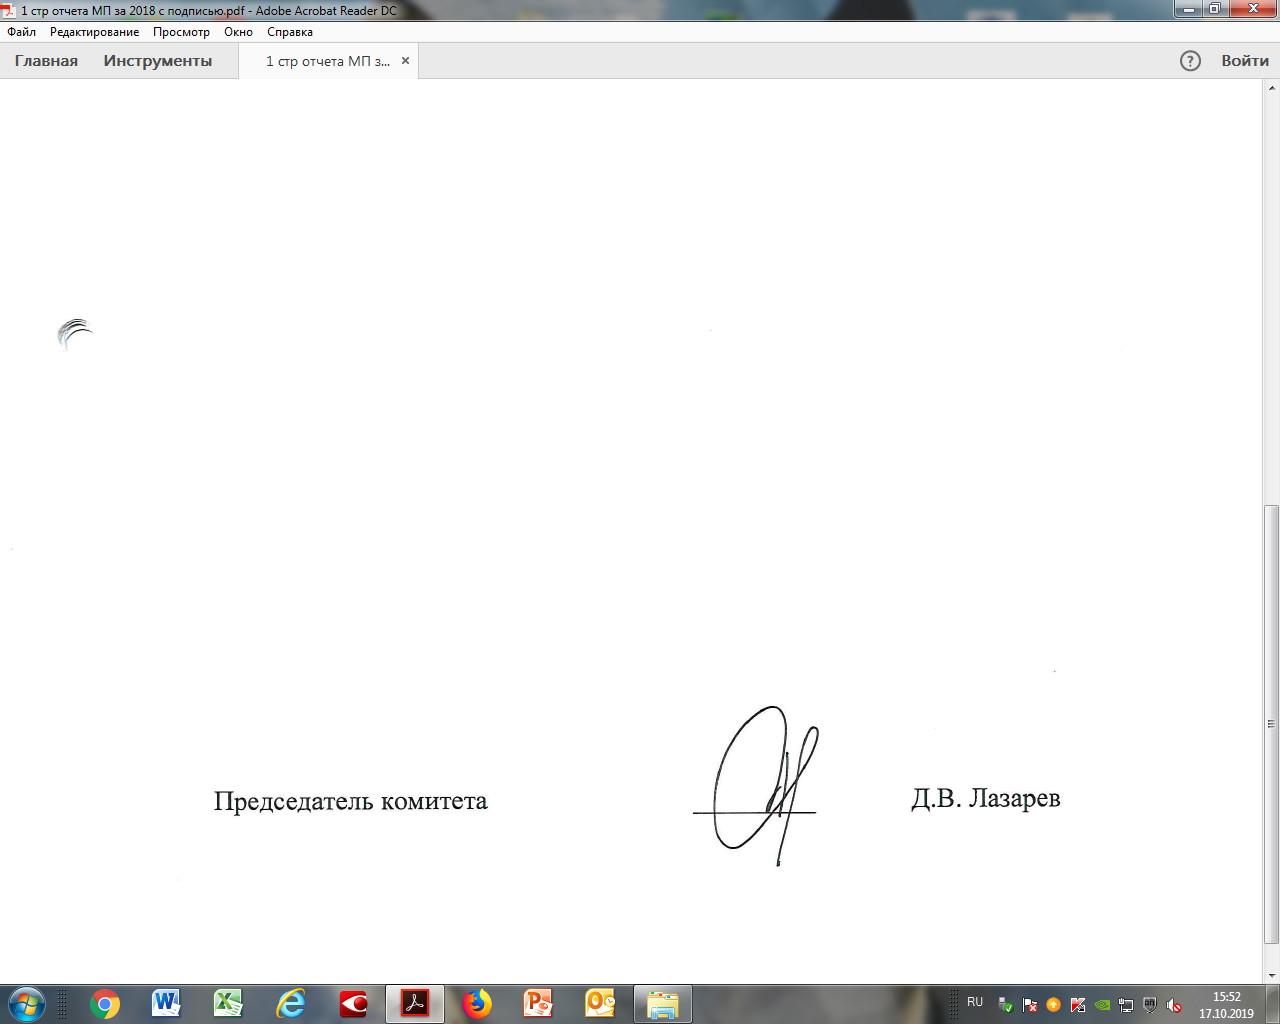 1 стр отчета МП за 2018 с подписью.pdf - Adobe Acrobat Reader DC
Файл Редактирование Просмотр Окно Справка
Главная Инструменты 1 стр отчета МП з... × ? Войти
Председатель комитета Д.В. Лазарев
RU 15:52
17.10.2019